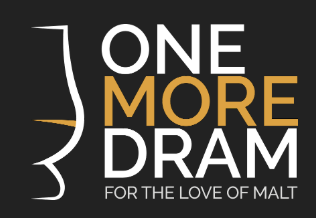 ONE
MORE
DRAM
FOR THE LOVE OF MALT